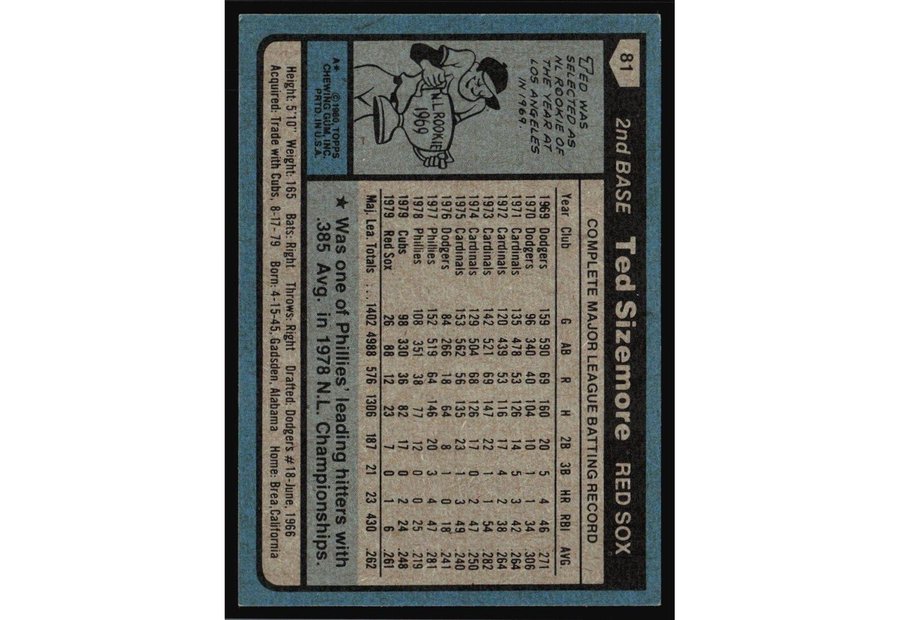 81 2nd BASE Ted Sizemore RED SOX
TED WAS
SELECTED AS
NL ROOKIE OF
THE YEAR AT
LOS ANGELES
IN 1969.
N L ROOKIE
1969
A*
©1980, TOPPS
CHEWING GUM, INC.
PRTD. IN U.S.A.
COMPLETE MAJOR LEAGUE BATTING RECORD
Year Club G AB R H 2B 3B HR RBI AVG
1969 Dodgers 159 590 69 160 20 5 4 46 .271
1970 Dodgers 96 340 40 104 10 1 1 34 .306
1971 Cardinals 135 478 53 126 14 5 3 42 .264
1972 Cardinals 120 439 53 116 17 4 2 38 .264
1973 Cardinals 142 521 69 147 22 1 1 54 .282
1974 Cardinals 129 504 68 126 17 0 2 47 .250
1975 Cardinals 153 562 56 135 23 1 3 49 .240
1976 Dodgers 84 266 18 64 8 1 0 18 .241
1977 Phillies 152 519 64 146 20 3 4 47 .281
1978 Phillies 108 351 38 77 12 0 0 25 .219
1979 Cubs 98 330 36 82 17 0 2 24 .248
1979 Red Sox 26 88 12 23 7 0 1 6 .261
Maj. Lea. Totals . . 1402 4988 576 1306 187 21 23 430 .262
★ Was one of Phillies' leading hitters with
.385 Avg. in 1978 N.L. Championships.
Height: 5'10" Weight: 165 Bats: Right Throws: Right Drafted: Dodgers #18-June, 1966
Acquired: Trade with Cubs, 8-17-79 Born: 4-15-45, Gadsden, Alabama Home: Brea, California